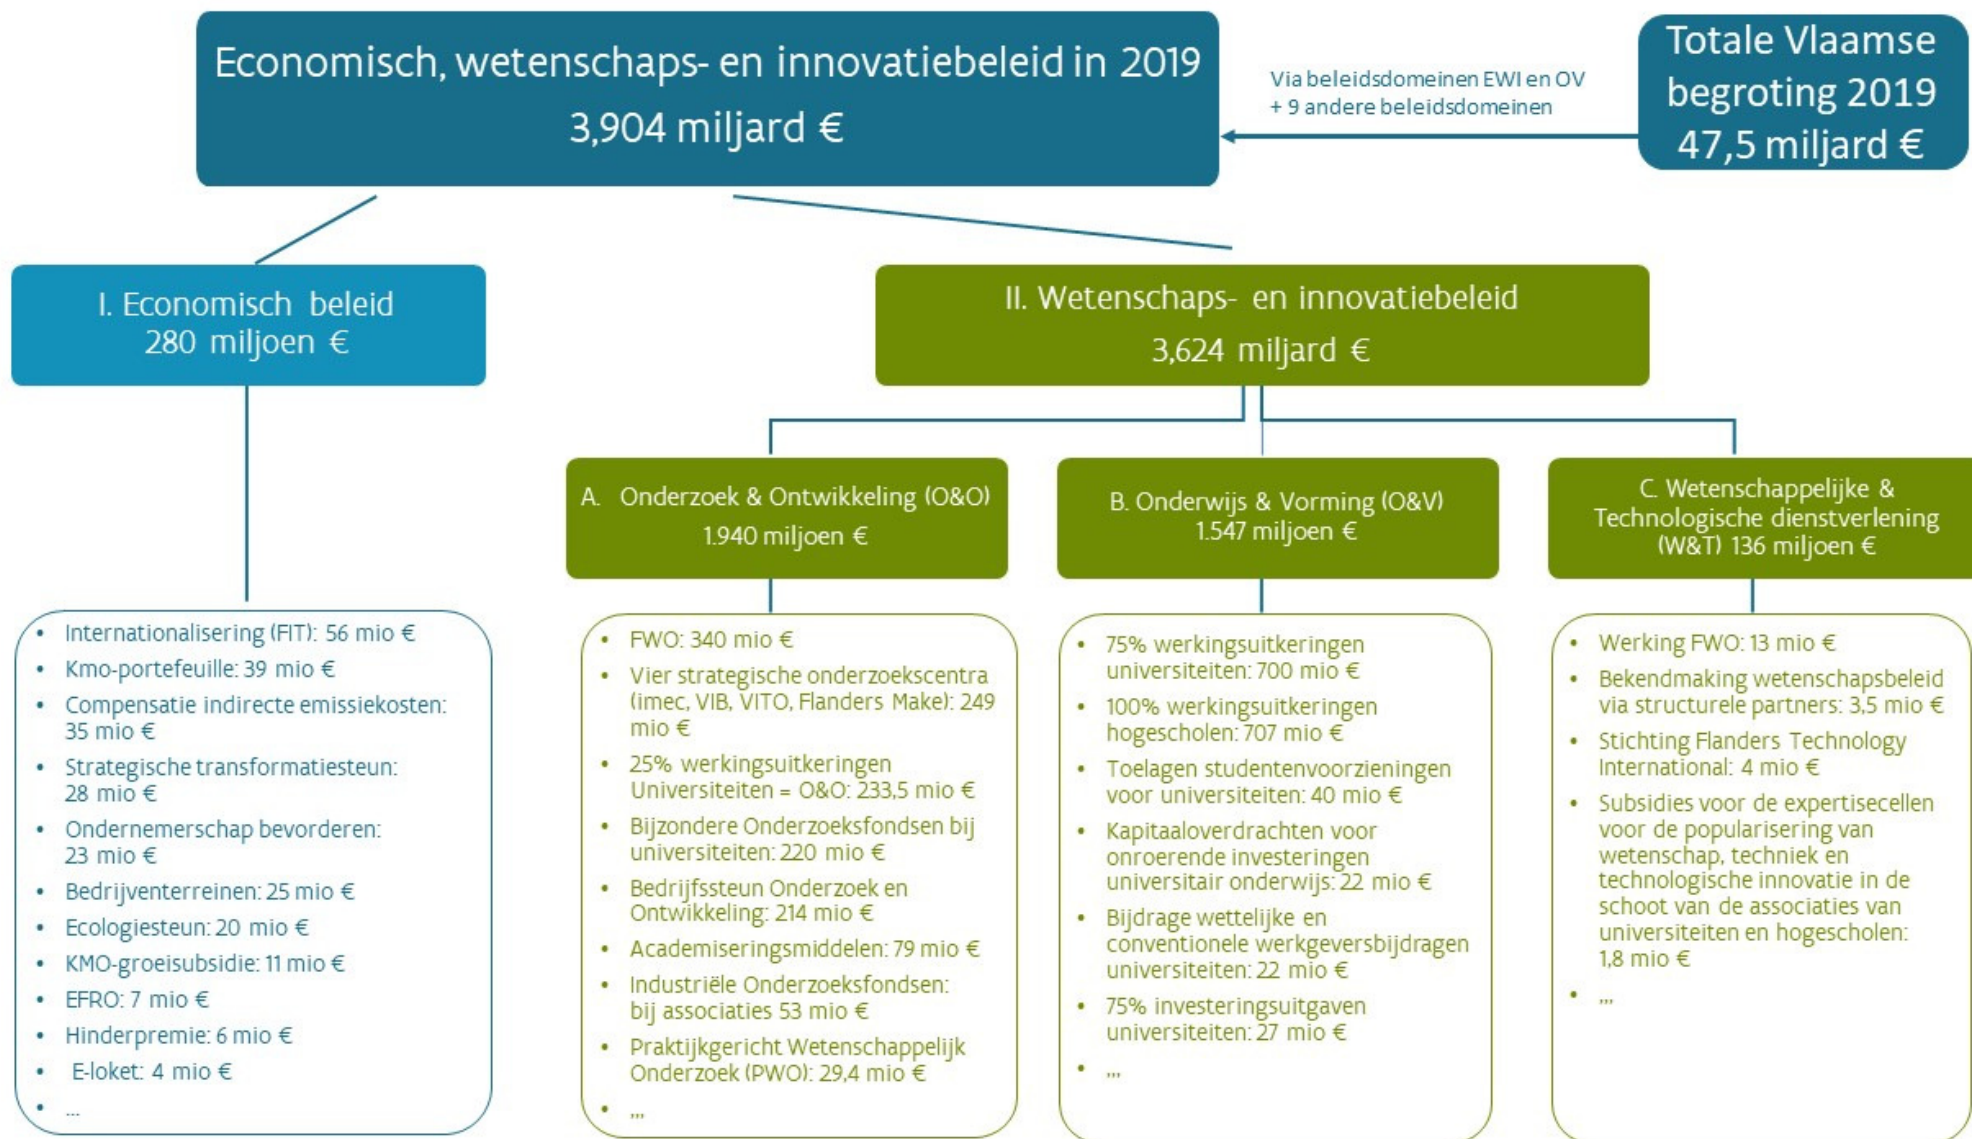 Economisch, wetenschaps- en innovatiebeleid in 2019
3,904 miljard €
Via beleidsdomeinen EWI en OV
+ 9 andere beleidsdomeinen
Totale Vlaamse
begroting 2019
47,5 miljard €
I. Economisch beleid
280 miljoen €
II. Wetenschaps- en innovatiebeleid
3,624 miljard €
A. Onderzoek & Ontwikkeling (O&O)
1.940 miljoen €
B. Onderwijs & Vorming (O&V)
1.547 miljoen €
C. Wetenschappelijke &
Technologische dienstverlening
(W&T) 136 miljoen €
• Internationalisering (FIT): 56 mio €
• Kmo-portefeuille: 39 mio €
• Compensatie indirecte emissiekosten:
35 mio €
• Strategische transformatiesteun:
28 mio €
• Ondernemerschap bevorderen:
23 mio €
• Bedrijventerreinen: 25 mio €
• Ecologiesteun: 20 mio €
• KMO-groeisubsidie: 11 mio €
• EFRO: 7 mio €
• Hinderpremie: 6 mio €
• E-loket: 4 mio €
• ...
• FWO: 340 mio €
• Vier strategische onderzoekscentra
(imec, VIB, VITO, Flanders Make): 249
mio €
• 25% werkingsuitkeringen
Universiteiten = O&O: 233,5 mio €
• Bijzondere Onderzoeksfondsen bij
universiteiten: 220 mio €
• Bedrijfssteun Onderzoek en
Ontwikkeling: 214 mio €
• Academiseringsmiddelen: 79 mio €
• Industriële Onderzoeksfondsen:
bij associaties 53 mio €
• Praktijkgericht Wetenschappelijk
Onderzoek (PWO): 29,4 mio €
• ,,,
• 75% werkingsuitkeringen
universiteiten: 700 mio €
• 100% werkingsuitkeringen
hogescholen: 707 mio €
• Toelagen studentenvoorzieningen
voor universiteiten: 40 mio €
• Kapitaaloverdrachten voor
onroerende investeringen
universitair onderwijs: 22 mio €
• Bijdrage wettelijke en
conventionele werkgeversbijdragen
universiteiten: 22 mio €
• 75% investeringsuitgaven
universiteiten: 27 mio €
• ,,,
• Werking FWO: 13 mio €
• Bekendmaking wetenschapsbeleid
via structurele partners: 3,5 mio €
• Stichting Flanders Technology
International: 4 mio €
• Subsidies voor de expertisecellen
voor de popularisering van
wetenschap, techniek en
technologische innovatie in de
schoot van de associaties van
universiteiten en hogescholen:
1,8 mio €
• ,,,